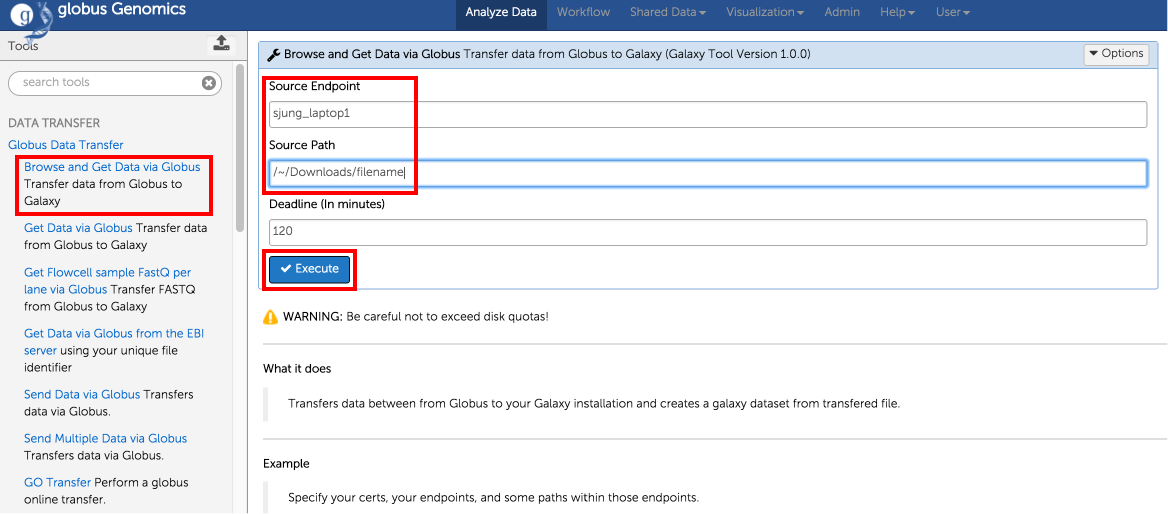 globus Genomics
Analyze Data Workflow Shared Data Visualization Admin Help User
Tools
search tools
DATA TRANSFER
Globus Data Transfer
Browse and Get Data via Globus
Transfer data from Globus to
Galaxy
Get Data via Globus Transfer data
from Globus to Galaxy
Get Flowcell sample FastQ per
lane via Globus Transfer FASTQ
from Globus to Galaxy
Get Data via Globus from the EBI
server using your unique file
identifier
Send Data via Globus Transfers
data via Globus.
Send Multiple Data via Globus
Transfers data via Globus.
GO Transfer Perform a globus
online transfer.
Browse and Get Data via Globus Transfer data from Globus to Galaxy (Galaxy Tool Version 1.0.0)
Options
Source Endpoint
sjung_laptop1
Source Path
/~/Downloads/filename
Deadline (In minutes)
120
Execute
WARNING: Be careful not to exceed disk quotas!
What it does
Transfers data between from Globus to your Galaxy installation and creates a galaxy dataset from transfered file.
Example
Specify your certs, your endpoints, and some paths within those endpoints.